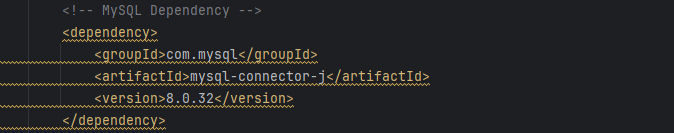 <!-- MySQL Dependency -->
<dependency>
<groupId>com.mysql</groupId>
<artifactId>mysql-connector-j</artifactId>
<version>8.0.32</version>
</dependency>